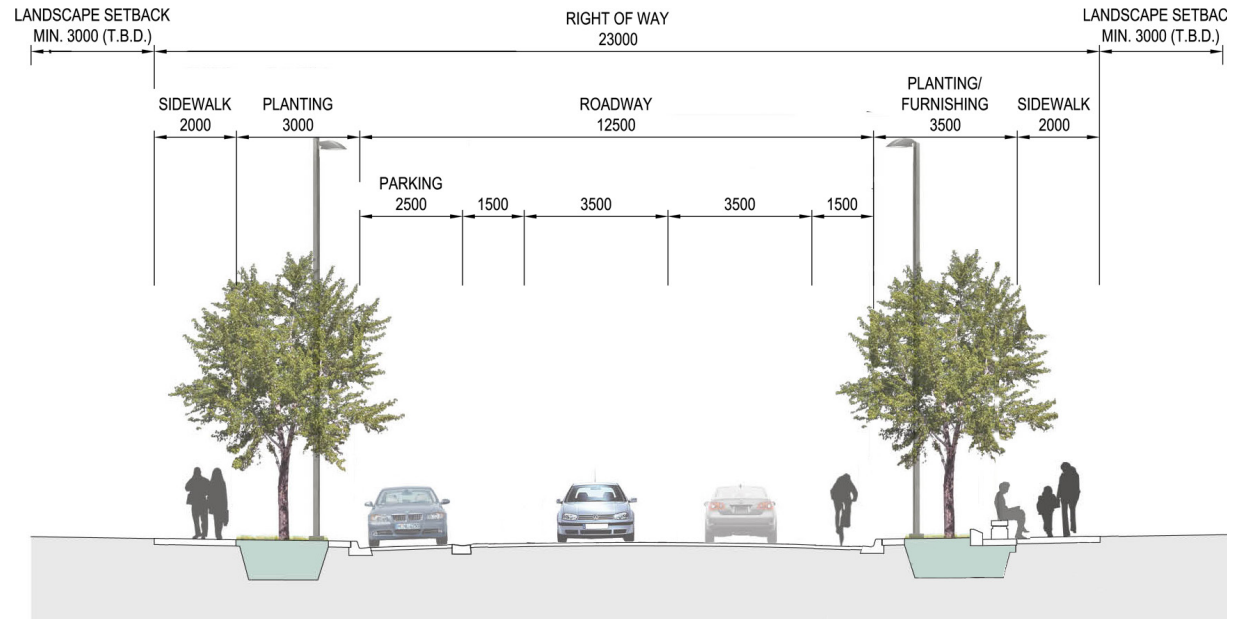 LANDSCAPE SETBACK
MIN. 3000 (T.B.D.)
RIGHT OF WAY
23000
LANDSCAPE SETBAC
MIN. 3000 (T.B.D.)
SIDEWALK
2000
PLANTING
3000
ROADWAY
12500
PLANTING/
FURNISHING
3500
SIDEWALK
2000
PARKING
2500
1500
3500
3500
1500